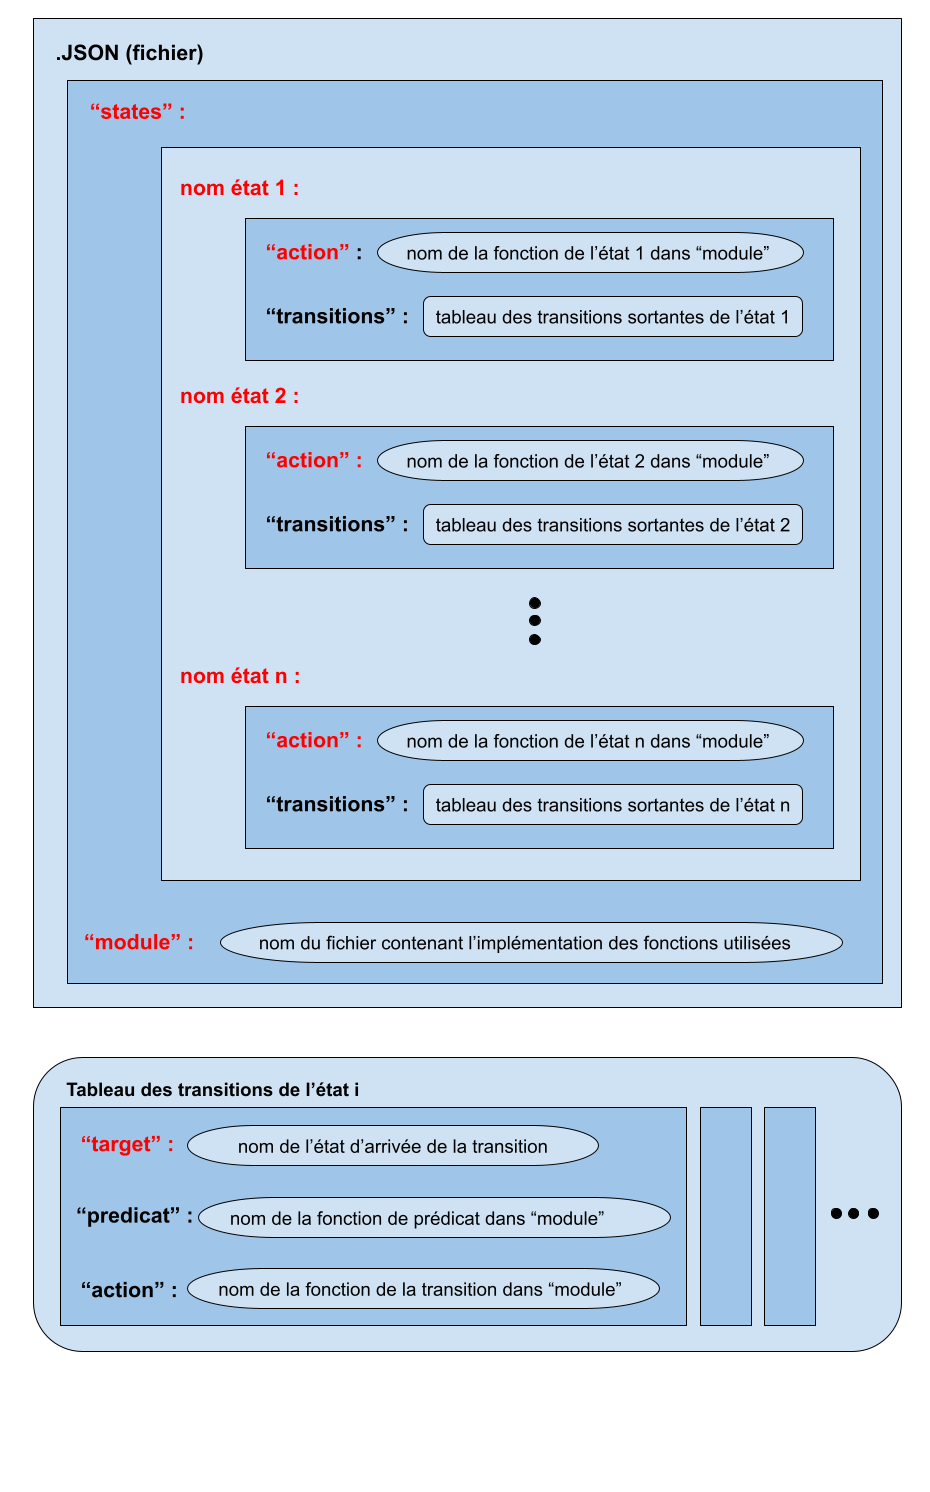 .JSON (fichier)
“states” :
nom état 1 :
“action” : nom de la fonction de l’état 1 dans “module”
“transitions” : tableau des transitions sortantes de l’état 1
nom état 2 :
“action” : nom de la fonction de l’état 2 dans “module”
“transitions” : tableau des transitions sortantes de l’état 2
nom état n :
“action” : nom de la fonction de l’état n dans “module”
“transitions” : tableau des transitions sortantes de l’état n
“module” : nom du fichier contenant l’implémentation des fonctions utilisées
Tableau des transitions de l’état i
“target” : nom de l’état d’arrivée de la transition
“predicat” : nom de la fonction de prédicat dans “module”
“action” : nom de la fonction de la transition dans “module”